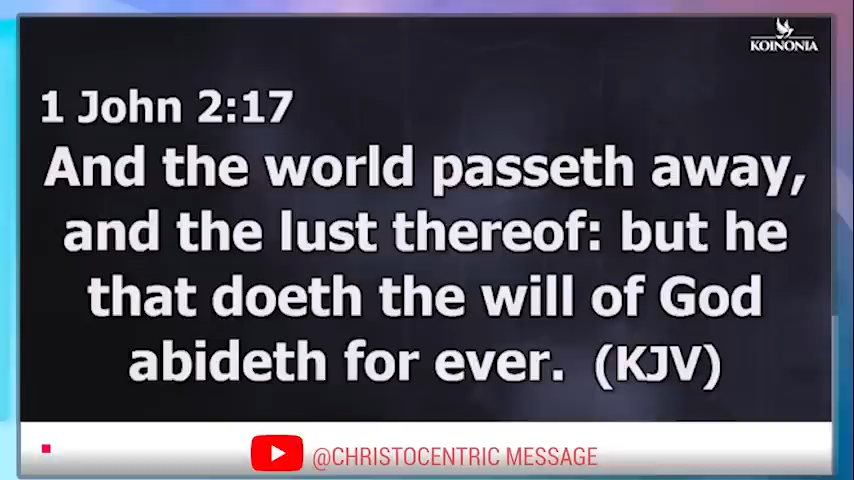 KOINONIA
1 John 2:17
And the world passeth away,
and the lust thereof: but he
that doeth the will of God
abideth for ever. (KJV)
@CHRISTOCENTRIC MESSAGE